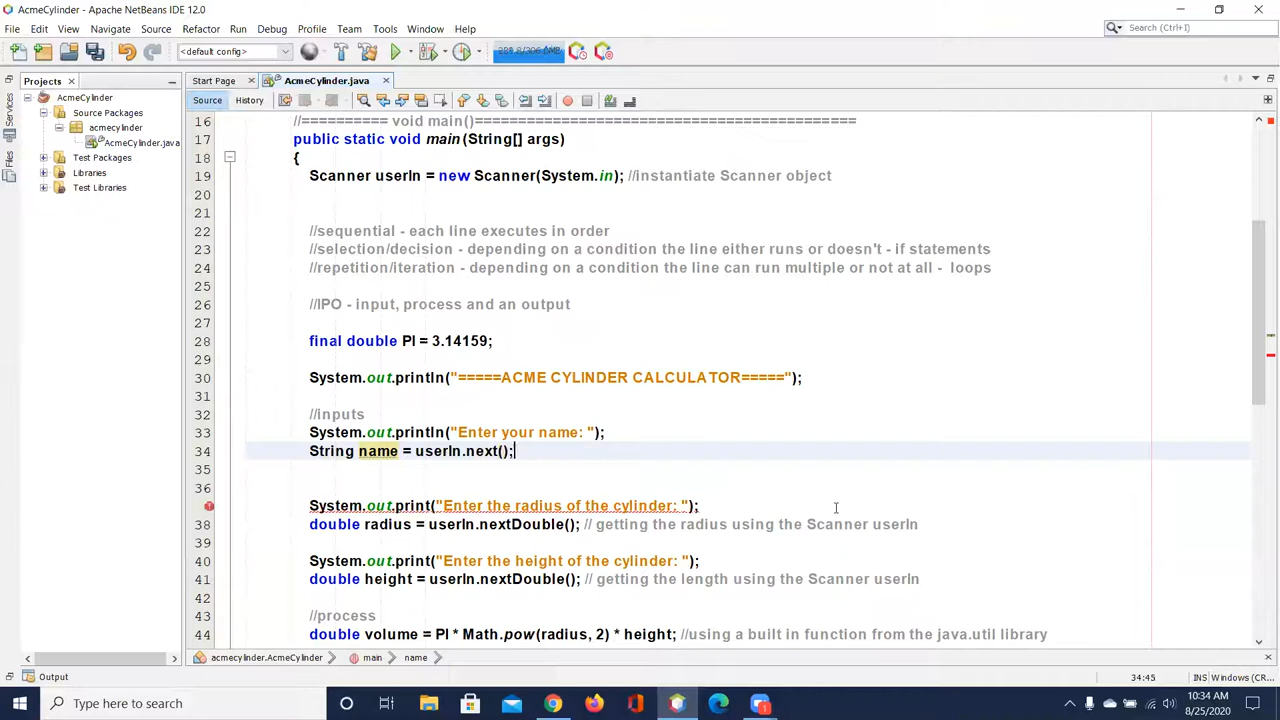 AcmeCylinder - Apache NetBeans IDE 12.0
File Edit View Navigate Source Refactor Run Debug Profile Team Tools Window Help
Search (Ctrl+I)
<default config>
Projects
Start Page
AcmeCylinder.java
Services
Files
AcmeCylinder
Source Packages
acmecylinder
AcmeCylinder.java
Test Packages
Libraries
Test Libraries
Source History
16 //========== void main()==========================================
17 public static void main(String[] args)
18 {
19 Scanner userIn = new Scanner(System.in); //instantiate Scanner object
20
21
22 //sequential - each line executes in order
23 //selection/decision - depending on a condition the line either runs or doesn't - if statements
24 //repetition/iteration - depending on a condition the line can run multiple or not at all - loops
25
26 //IPO - input, process and an output
27
28 final double PI = 3.14159;
29
30 System.out.println("=====ACME CYLINDER CALCULATOR=====");
31
32 //inputs
33 System.out.println("Enter your name: ");
34 String name = userIn.next();
35
36
System.out.print("Enter the radius of the cylinder: ");
38 double radius = userIn.nextDouble(); // getting the radius using the Scanner userIn
39
40 System.out.print("Enter the height of the cylinder: ");
41 double height = userIn.nextDouble(); // getting the length using the Scanner userIn
42
43 //process
44 double volume = PI * Math.pow(radius, 2) * height; //using a built in function from the java.util library
acmecylinder.AcmeCylinder main name
Output
34:45 INS Windows (CR...
Type here to search
1
10:34 AM
8/25/2020